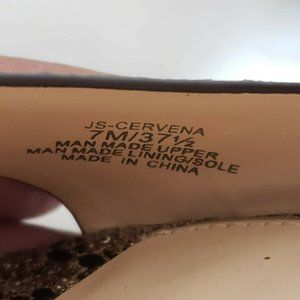 JS-CERVENA
7M/37½
MAN MADE UPPER
MAN MADE LINING/SOLE
MADE IN CHINA